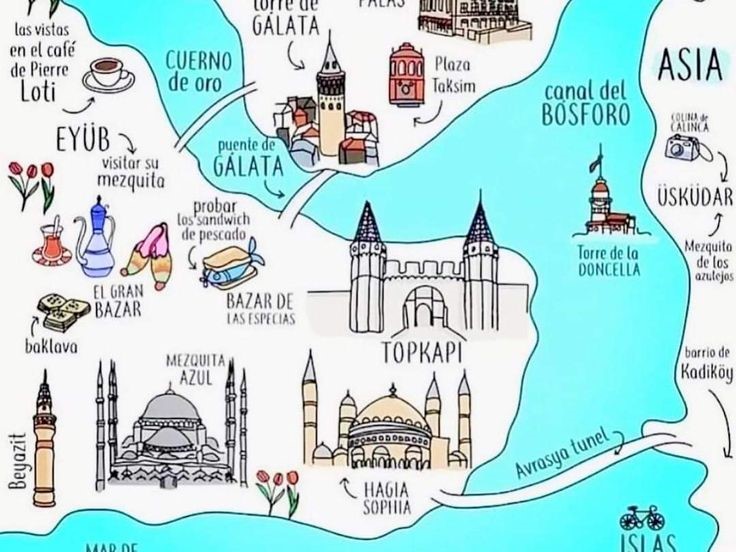 las vistas
en el café
de Pierre
Loti
torre de
GÁLATA
PALAS
CUERNO
de oro
Plaza
Taksim
canal del
BÓSFORO
ASIA
COLINA de
CALINCA
EYÜB
visitar su
mezquita
puente de
GÁLATA
ÜSKÜDAR
probar
los sandwich
de pescado
Torre de la
DONCELLA
Mezquita
de los
azulejos
EL GRAN
BAZAR
BAZAR DE
LAS ESPECIAS
baklava
TOPKAPI
MEZQUITA
AZUL
barrio de
Kadiköy
Beyazit
Avrasya tunel
HAGIA
SOPHIA
MAR DE
ISLAS